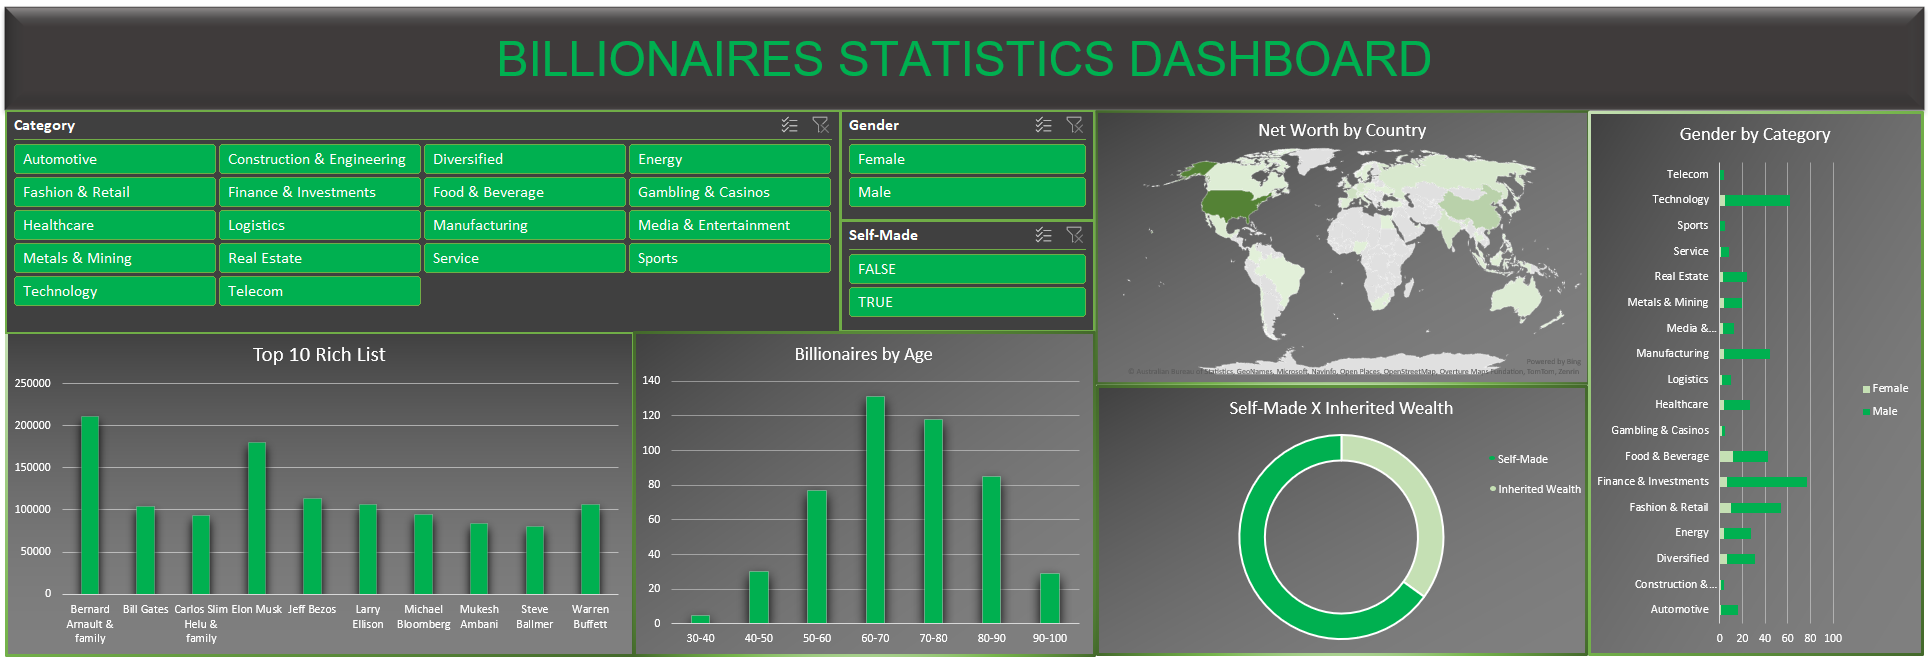 BILLIONAIRES STATISTICS DASHBOARD
Category
Automotive
Construction & Engineering
Diversified
Energy
Fashion & Retail
Finance & Investments
Food & Beverage
Gambling & Casinos
Healthcare
Logistics
Manufacturing
Media & Entertainment
Metals & Mining
Real Estate
Service
Sports
Technology
Telecom
Gender
Female
Male
Self-Made
FALSE
TRUE
Net Worth by Country
Powered by Bing
© Australian Bureau of Statistics, GeoNames, Microsoft, Navinfo, Open Places, OpenStreetMap, Overture Maps Fundation, TomTom, Zenrin
Gender by Category
Telecom
Technology
Sports
Service
Real Estate
Metals & Mining
Media &...
Manufacturing
Logistics
Healthcare
Gambling & Casinos
Food & Beverage
Finance & Investments
Fashion & Retail
Energy
Diversified
Construction &...
Automotive
0 20 40 60 80 100
Female
Male
Top 10 Rich List
250000
200000
150000
100000
50000
0
Bernard
Arnault &
family
Bill Gates
Carlos Slim
Helu &
family
Elon Musk
Jeff Bezos
Larry
Ellison
Michael
Bloomberg
Mukesh
Ambani
Steve
Ballmer
Warren
Buffett
Billionaires by Age
140
120
100
80
60
40
20
0
30-40
40-50
50-60
60-70
70-80
80-90
90-100
Self-Made X Inherited Wealth
Self-Made
Inherited Wealth